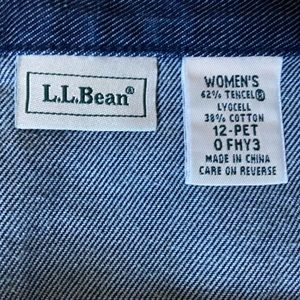 L.L.Bean®
WOMEN'S
62% TENCEL®
LYOCELL
38% COTTON
12-PET
0 FHY3
MADE IN CHINA
CARE ON REVERSE